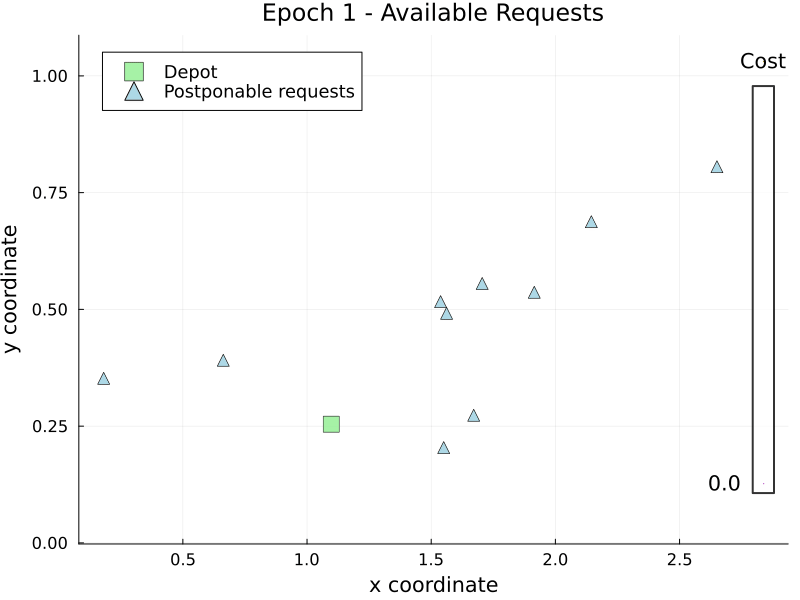 Epoch 1 - Available Requests
Cost
Depot
Postponable requests
1.00
0.75
0.50
0.25
0.00
y coordinate
0.0
0.5
1.0
1.5
2.0
2.5
x coordinate